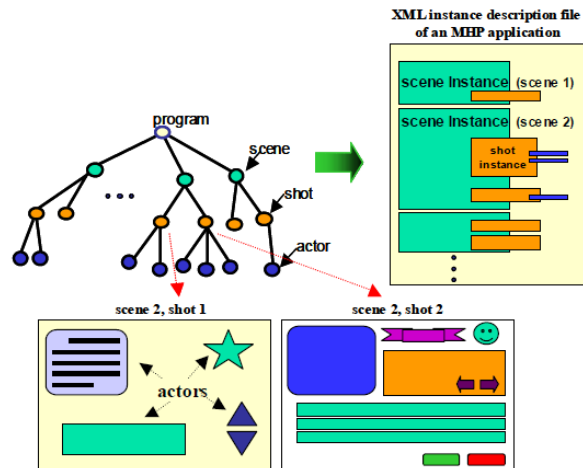 XML instance description file
of an MHP application
scene Instance (scene 1)
scene Instance (scene 2)
shot
instance
program
scene
shot
actor
scene 2, shot 1
scene 2, shot 2
actors